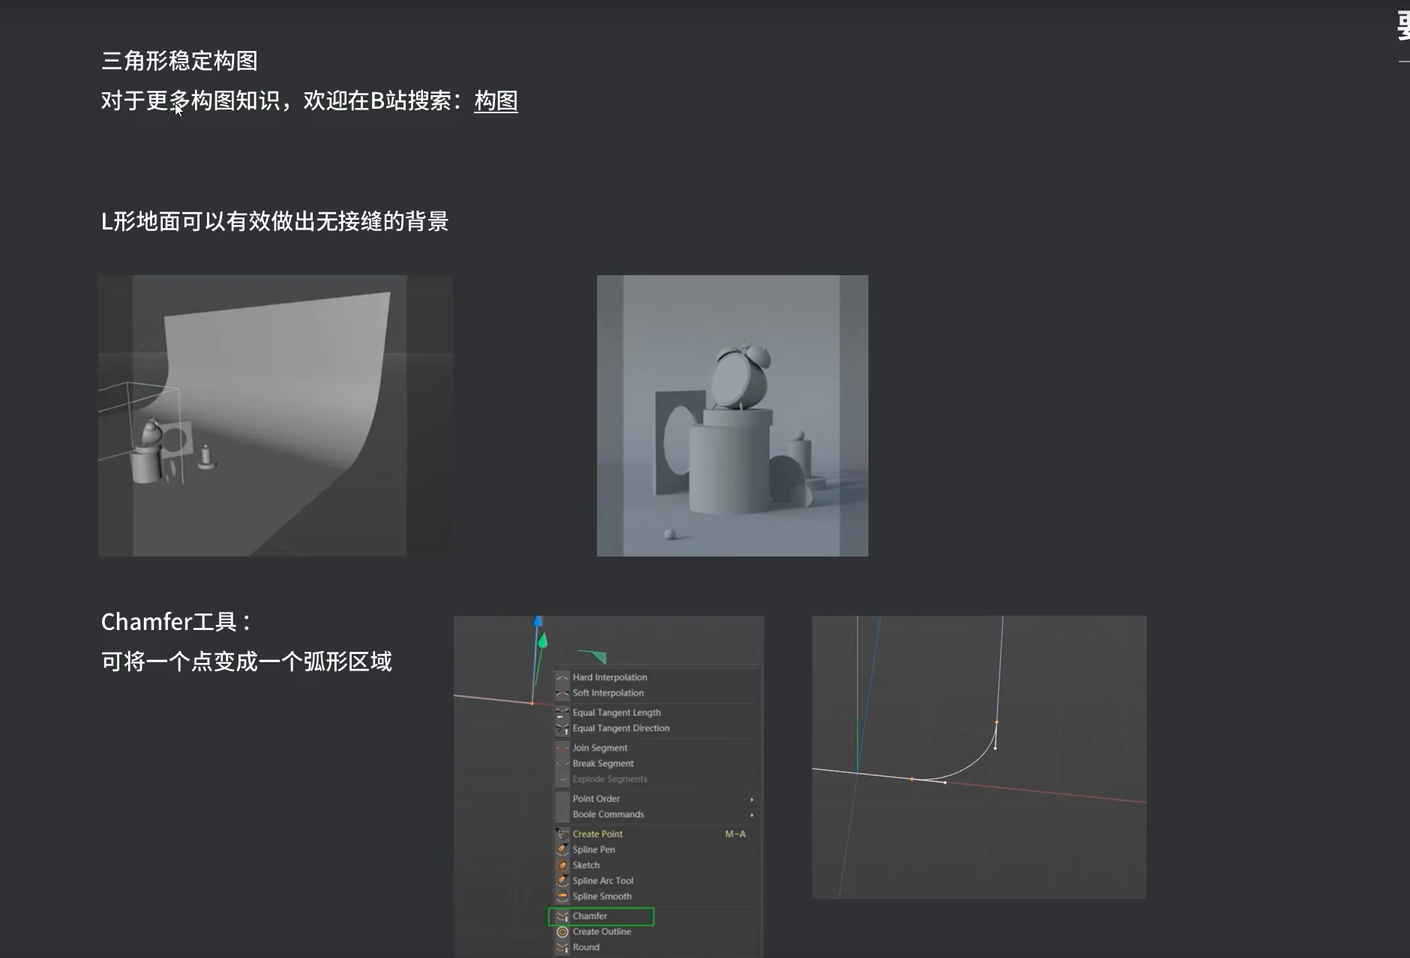 三角形稳定构图
对于更多构图知识，欢迎在B站搜索：构图
L形地面可以有效做出无接缝的背景
Chamfer工具：
可将一个点变成一个弧形区域
Hard Interpolation
Soft Interpolation
Equal Tangent Length
Equal Tangent Direction
Join Segment
Break Segment
Explode Segments
Point Order
Boole Commands
Create Point M~A
Spline Pen
Sketch
Spline Arc Tool
Spline Smooth
Chamfer
Create Outline
Round